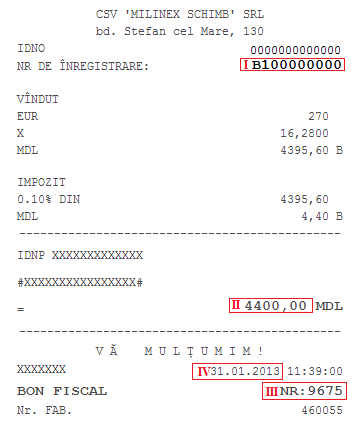 CSV 'MILINEX SCHIMB' SRL
bd. Stefan cel Mare, 130
IDNO 0000000000000
NR DE ÎNREGISTRARE: I B100000000
VÎNDUT
EUR 270
X 16,2800
MDL 4395,60 B
IMPOZIT
0.10% DIN 4395,60
MDL 4,40 B
IDNP XXXXXXXXXXXXX
#XXXXXXXXXXXXXXXX#
= II 4400,00 MDL
VĂ MULŢUMIM!
XXXXXXX IV 31.01.2013 11:39:00
BON FISCAL III NR:9675
Nr. FAB. 460055